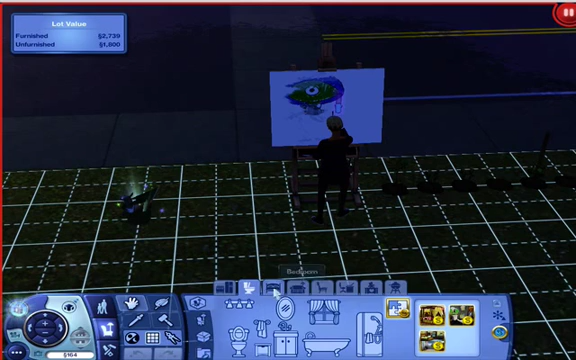 Lot Value
Furnished §2,739
Unfurnished §1,800
Bedroom
§164